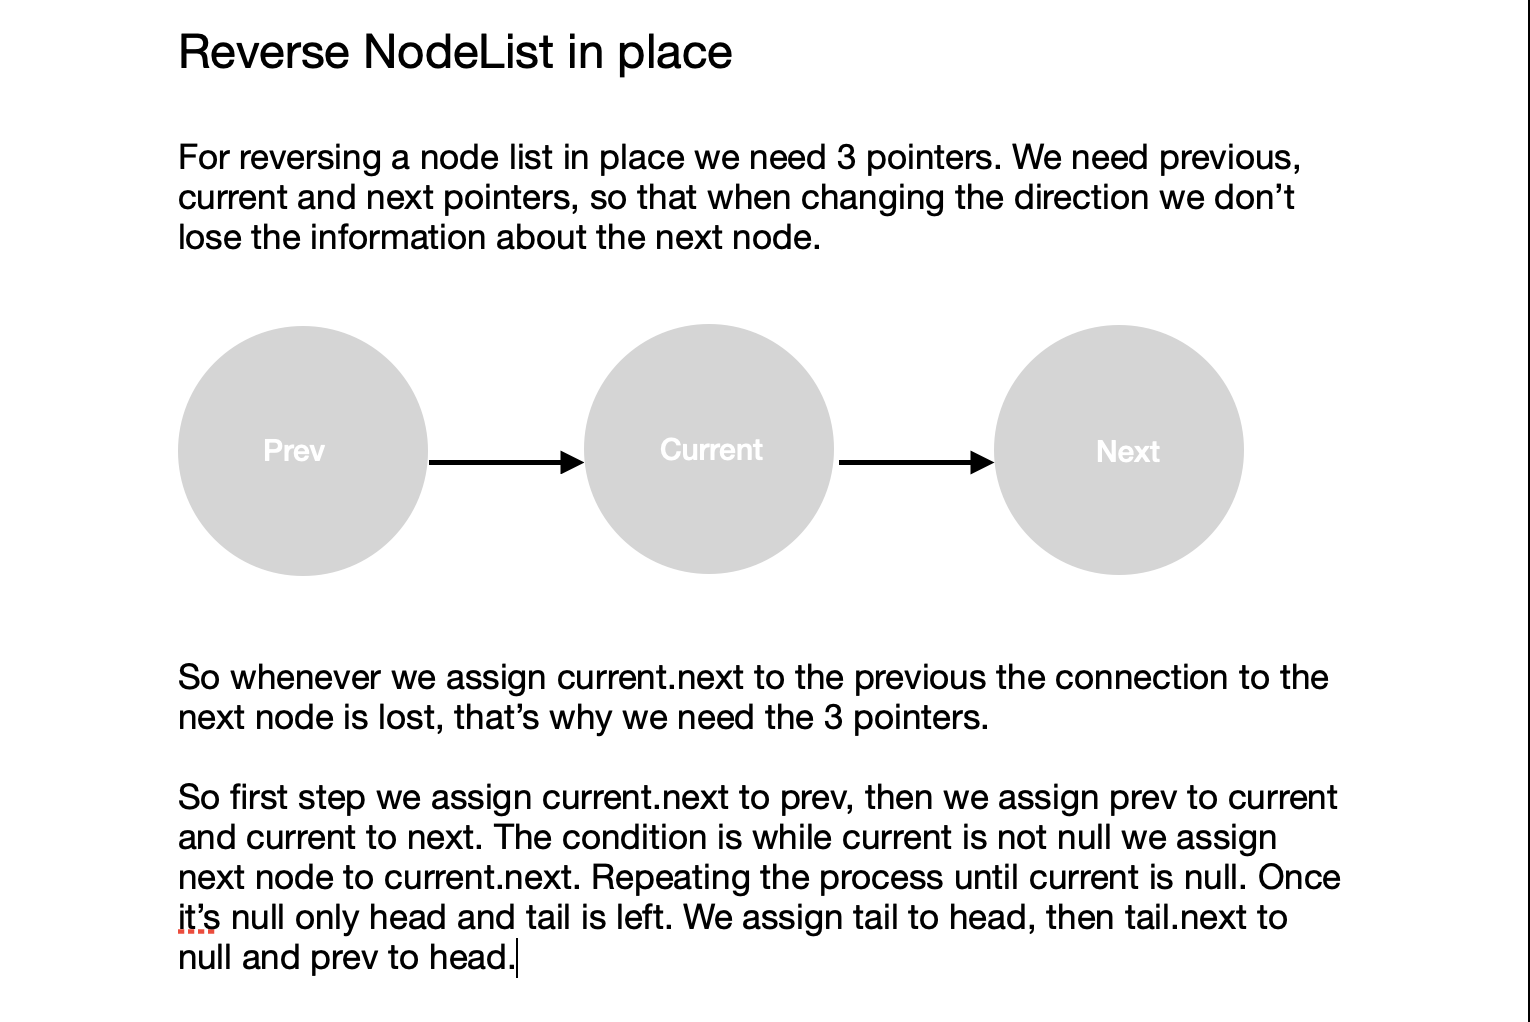 Reverse NodeList in place
For reversing a node list in place we need 3 pointers. We need previous,
current and next pointers, so that when changing the direction we don’t
lose the information about the next node.
Prev
Current
Next
So whenever we assign current.next to the previous the connection to the
next node is lost, that’s why we need the 3 pointers.
So first step we assign current.next to prev, then we assign prev to current
and current to next. The condition is while current is not null we assign
next node to current.next. Repeating the process until current is null. Once
it’s null only head and tail is left. We assign tail to head, then tail.next to
null and prev to head.